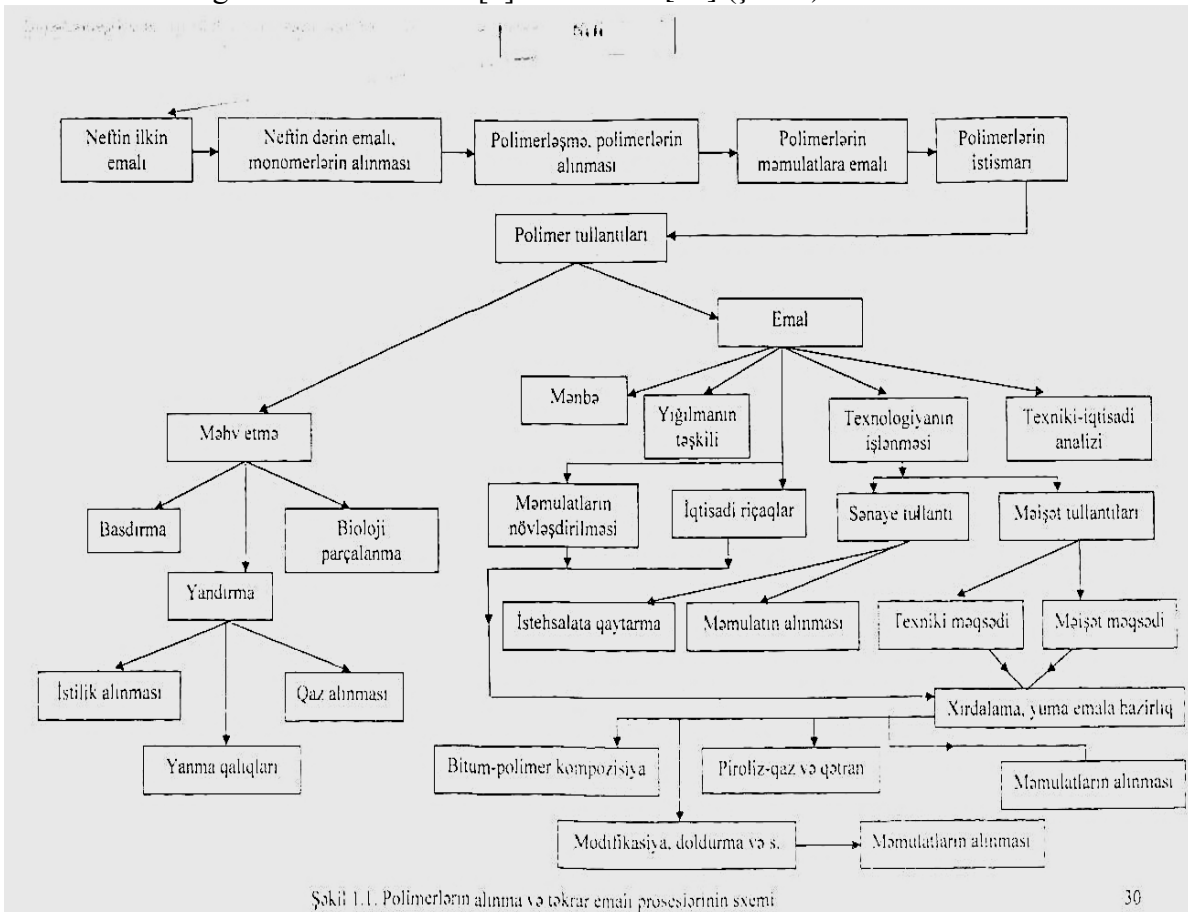 Neft
Neftin ilkin
emalı
Neftin dərin emalı,
monomerlərin alınması
Polimerləşmə, polimerlərin
alınması
Polimerlərin
məmulatlara emalı
Polimerlərin
istismarı
Polimer tullantıları
Emal
Mənbə
Yığılmanın
təşkili
Texnologiyanın
işlənməsi
Texniki-iqtisadi
analizi
Məhv etmə
Məmulatların
növləşdirilməsi
İqtisadi riçaqlar
Sənaye tullantı
Məişət tullantıları
Basdırma
Bioloji
parçalanma
Yandırma
İstehsalata qaytarma
Məmulatın alınması
Texniki məqsədi
Məişət məqsədi
İstilik alınması
Qaz alınması
Xırdalama, yuma emala hazirlıq
Yanma qalıqları
Bitum-polimer kompozisiya
Piroliz-qaz və qətran
Məmulatların alınması
Modifikasiya, doldurma və s.
Məmulatların alınması
Şəkil 1.1. Polimerlərin alınma və təkrar emalı proseslərinin sxemi
30